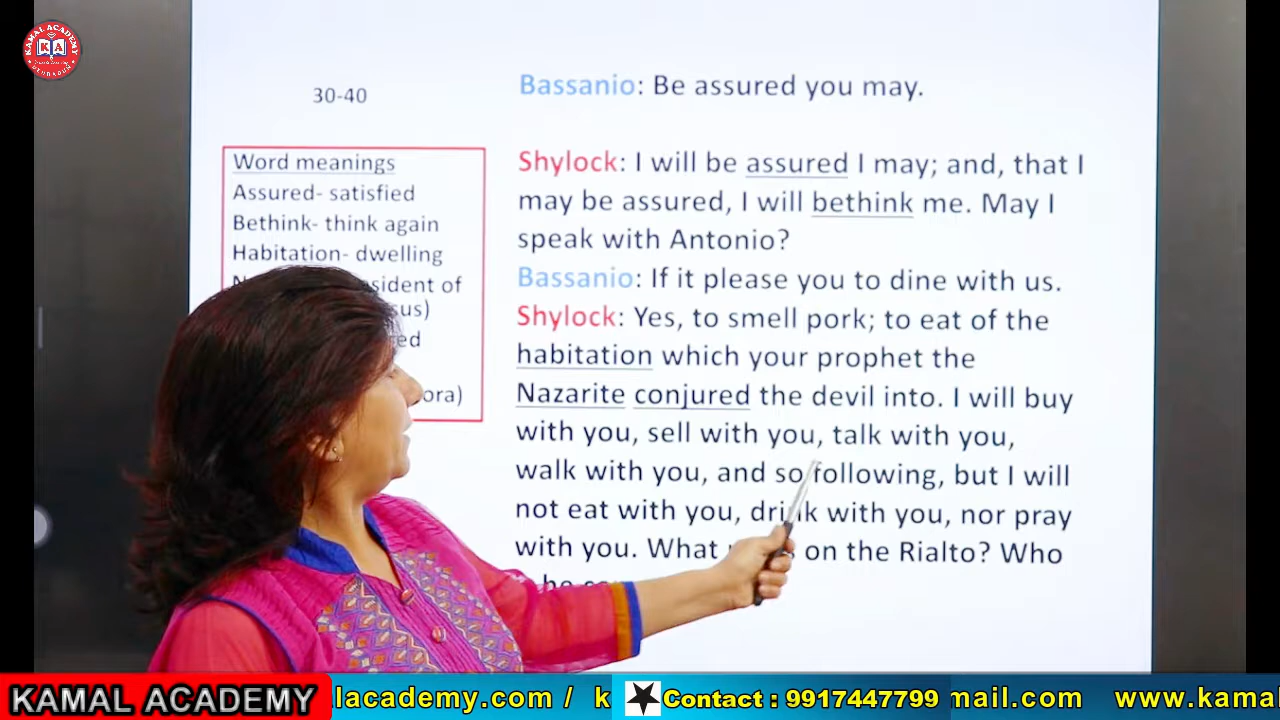 KAMAL ACADEMY
KA
DEHRADUN
30-40
Word meanings
Assured- satisfied
Bethink- think again
Habitation- dwelling
of
Bassanio: Be assured you may.
Shylock: I will be assured I may; and, that I
may be assured, I will bethink me. May I
speak with Antonio?
Bassanio: If it please you to dine with us.
Shylock: Yes, to smell pork; to eat of the
habitation which your prophet the
Nazarite conjured the devil into. I will buy
with you, sell with you, talk with you,
walk with you, and so following, but I will
not eat with you, drink with you, nor pray
with you. What on the Rialto? Who
KAMAL ACADEMY lacademy.com / k Contact : 9917447799 mail.com www.kama